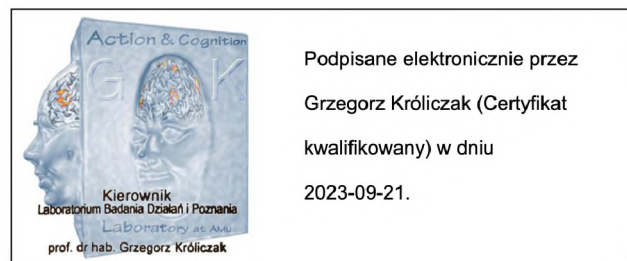 Action & Cognition
G K
Kierownik
Laboratorium Badania Działań i Poznania
Laboratory at AMU
prof. dr hab. Grzegorz Króliczak
Podpisane elektronicznie przez
Grzegorz Króliczak (Certyfikat
kwalifikowany) w dniu
2023-09-21.